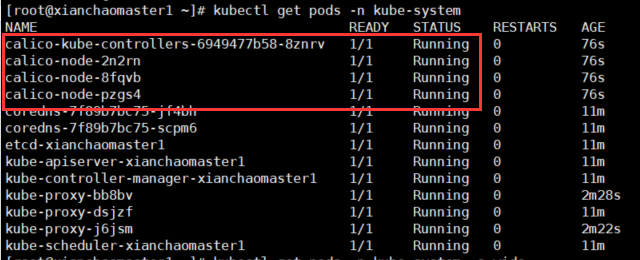 [root@xianchaomaster1 ~]# kubectl get pods -n kube-system
NAME READY STATUS RESTARTS AGE
calico-kube-controllers-6949477b58-8znrv 1/1 Running 0 76s
calico-node-2n2rn 1/1 Running 0 76s
calico-node-8fqvb 1/1 Running 0 76s
calico-node-pzgs4 1/1 Running 0 76s
coredns-7f89b7bc75-jf4bh 1/1 Running 0 11m
coredns-7f89b7bc75-scpm6 1/1 Running 0 11m
etcd-xianchaomaster1 1/1 Running 0 11m
kube-apiserver-xianchaomaster1 1/1 Running 0 11m
kube-controller-manager-xianchaomaster1 1/1 Running 0 11m
kube-proxy-bb8bv 1/1 Running 0 2m28s
kube-proxy-dsjzf 1/1 Running 0 11m
kube-proxy-j6jsm 1/1 Running 0 2m22s
kube-scheduler-xianchaomaster1 1/1 Running 0 11m
[root@xianchaomaster1 ~]# kubectl get pods -n kube-system -o wide